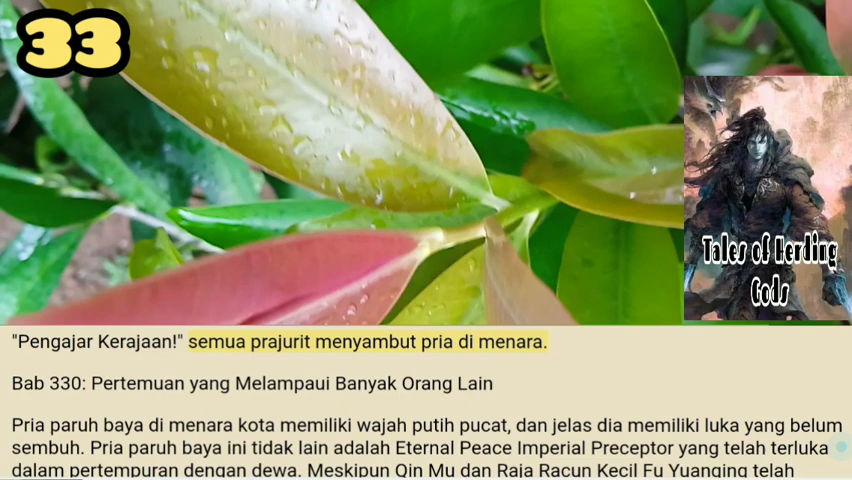 33
Tales of Herding
Gods
"Pengajar Kerajaan!" semua prajurit menyambut pria di menara.
Bab 330: Pertemuan yang Melampaui Banyak Orang Lain
Pria paruh baya di menara kota memiliki wajah putih pucat, dan jelas dia memiliki luka yang belum
sembuh. Pria paruh baya ini tidak lain adalah Eternal Peace Imperial Preceptor yang telah terluka
dalam pertempuran dengan dewa. Meskipun Qin Mu dan Raja Racun Kecil Fu Yuanqing telah